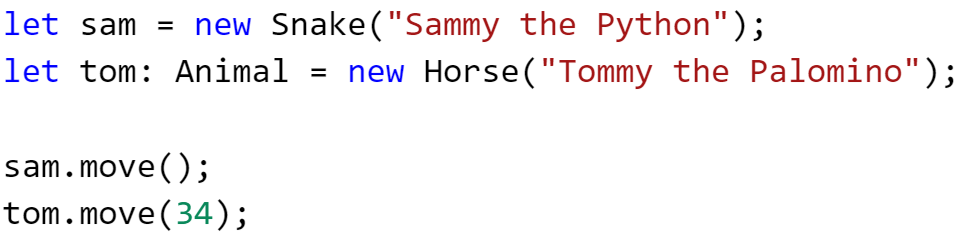 let sam = new Snake("Sammy the Python");
let tom: Animal = new Horse("Tommy the Palomino");
sam.move();
tom.move(34);